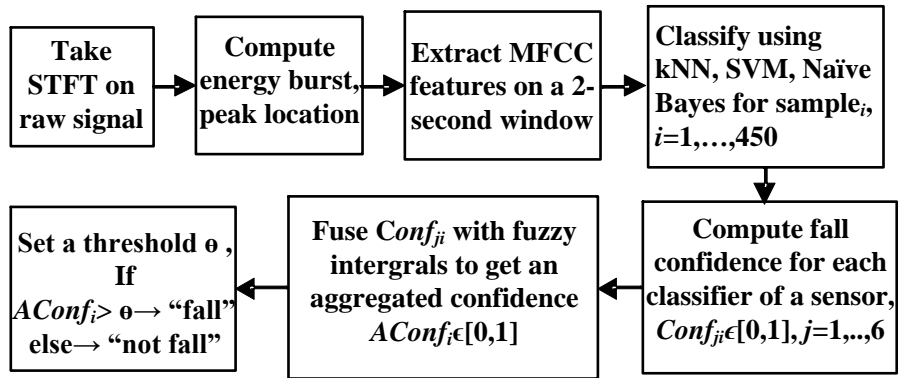 Take
STFT on
raw signal
Compute
energy burst,
peak location
Extract MFCC
features on a 2-
second window
Classify using
kNN, SVM, Naïve
Bayes for sampleᵢ,
i=1,…,450
Compute fall
confidence for each
classifier of a sensor,
Confⱼᵢϵ[0,1], j=1,..,6
Fuse Confⱼᵢ with fuzzy
intergrals to get an
aggregated confidence
AConfᵢϵ[0,1]
Set a threshold ɵ ,
If
AConfᵢ> ɵ→ “fall”
else→ “not fall”